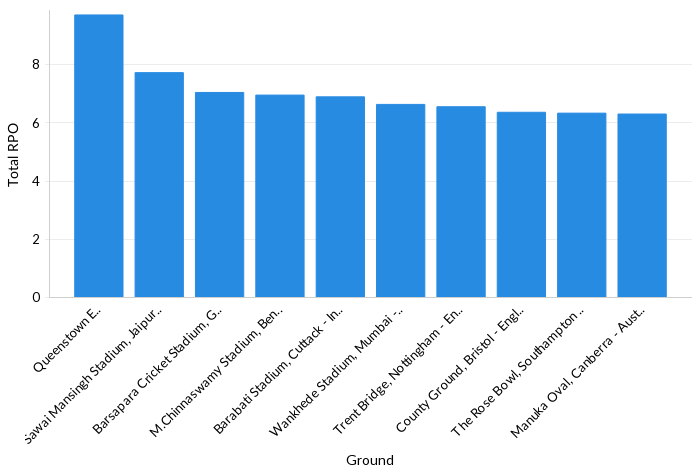 8
6
4
2
0
Total RPO
Queenstown E..
Sawai Mansingh Stadium, Jaipur..
Barsapara Cricket Stadium, G..
M.Chinnaswamy Stadium, Ben..
Barabati Stadium, Cuttack - In..
Wankhede Stadium, Mumbai -..
Trent Bridge, Nottingham - En..
County Ground, Bristol - Engl..
The Rose Bowl, Southampton ..
Manuka Oval, Canberra - Aust..
Ground